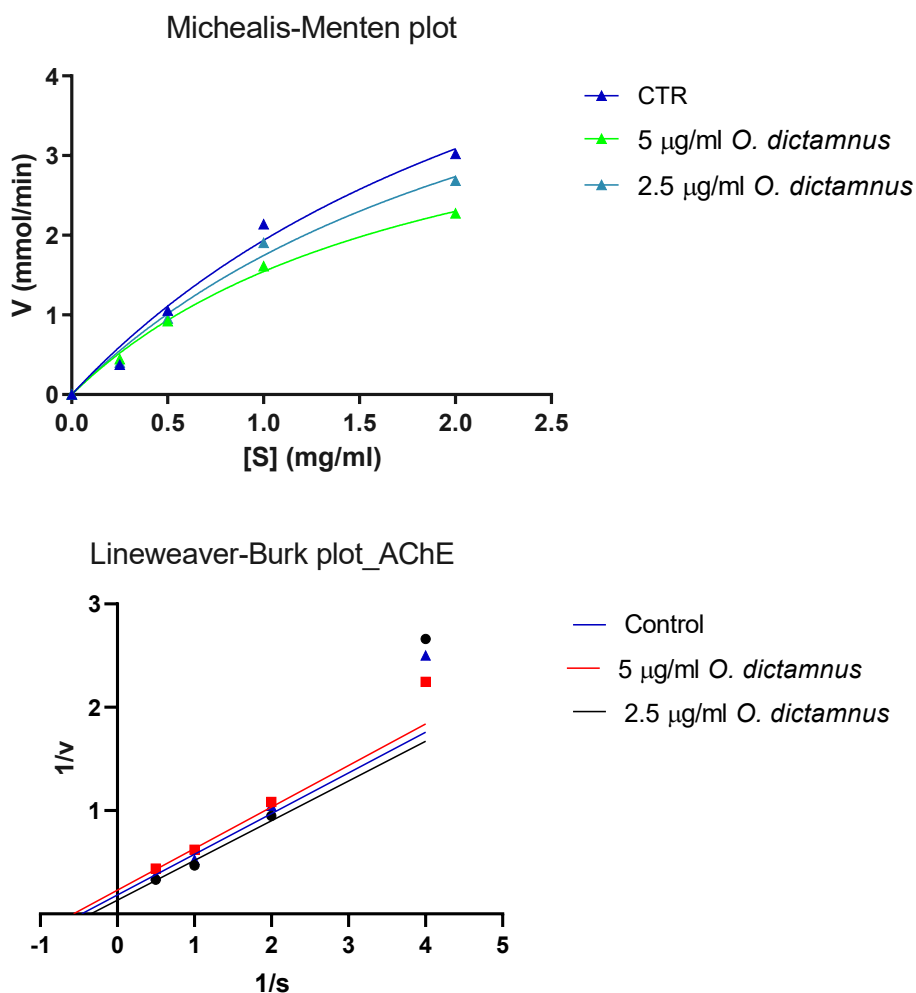 Michealis-Menten plot
4
3
2
1
0
V (mmol/min)
0.0 0.5 1.0 1.5 2.0 2.5
[S] (mg/ml)
CTR
5 μg/ml O. dictamnus
2.5 μg/ml O. dictamnus
Lineweaver-Burk plot_AChE
3
2
1
1/v
-1 0 1 2 3 4 5
1/s
Control
5 μg/ml O. dictamnus
2.5 μg/ml O. dictamnus